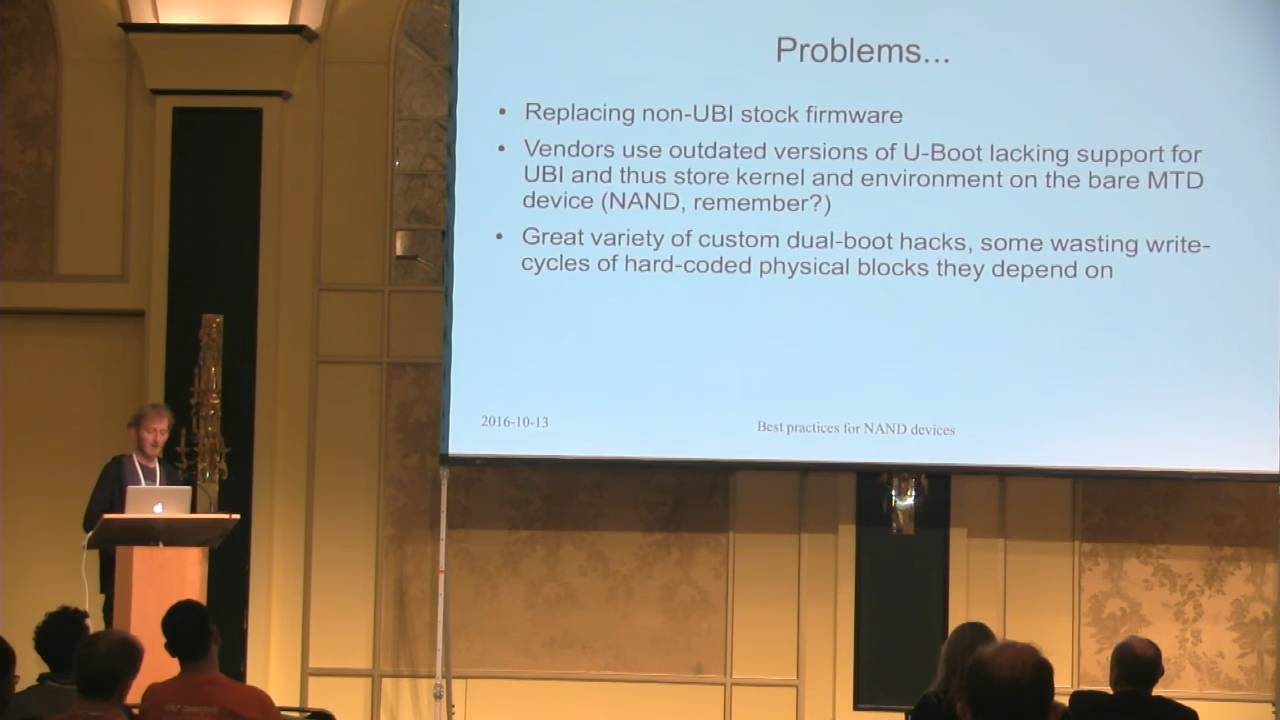 Problems...
• Replacing non-UBI stock firmware
• Vendors use outdated versions of U-Boot lacking support for
UBI and thus store kernel and environment on the bare MTD
device (NAND, remember?)
• Great variety of custom dual-boot hacks, some wasting write-
cycles of hard-coded physical blocks they depend on
2016-10-13
Best practices for NAND devices